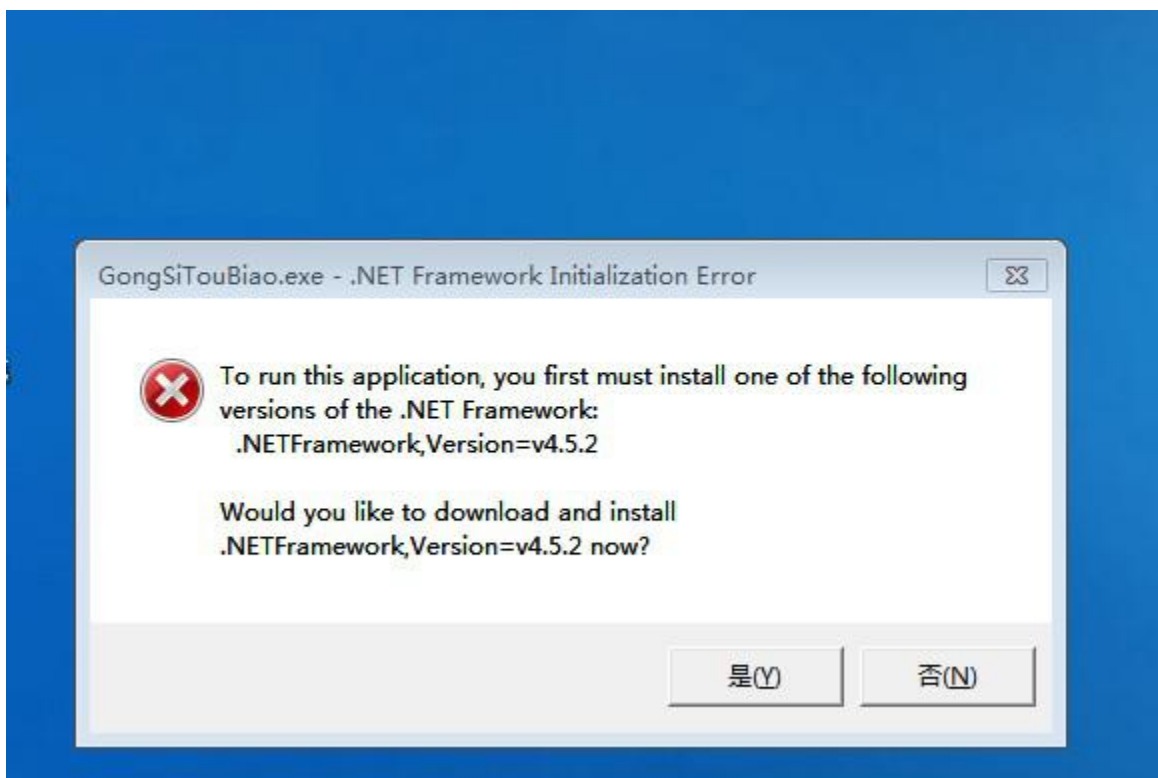 GongSiTouBiao.exe - .NET Framework Initialization Error
To run this application, you first must install one of the following
versions of the .NET Framework:
.NETFramework,Version=v4.5.2
Would you like to download and install
.NETFramework,Version=v4.5.2 now?
是(Y) 否(N)